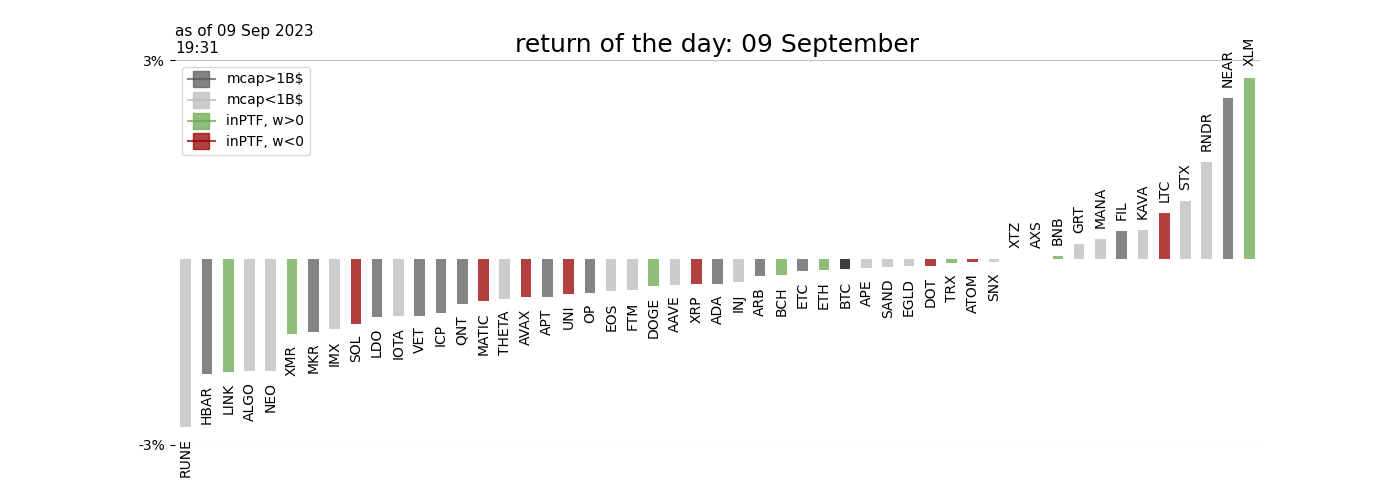 as of 09 Sep 2023
19:31
return of the day: 09 September
3%
mcap>1B$
mcap<1B$
inPTF, w>0
inPTF, w<0
-3%
RUNE
HBAR
LINK
ALGO
NEO
XMR
MKR
IMX
SOL
LDO
IOTA
VET
ICP
QNT
MATIC
THETA
AVAX
APT
UNI
OP
EOS
FTM
DOGE
AAVE
XRP
ADA
INJ
ARB
BCH
ETC
ETH
BTC
APE
SAND
EGLD
DOT
TRX
ATOM
SNX
XTZ
AXS
BNB
GRT
MANA
FIL
KAVA
LTC
STX
RNDR
NEAR
XLM